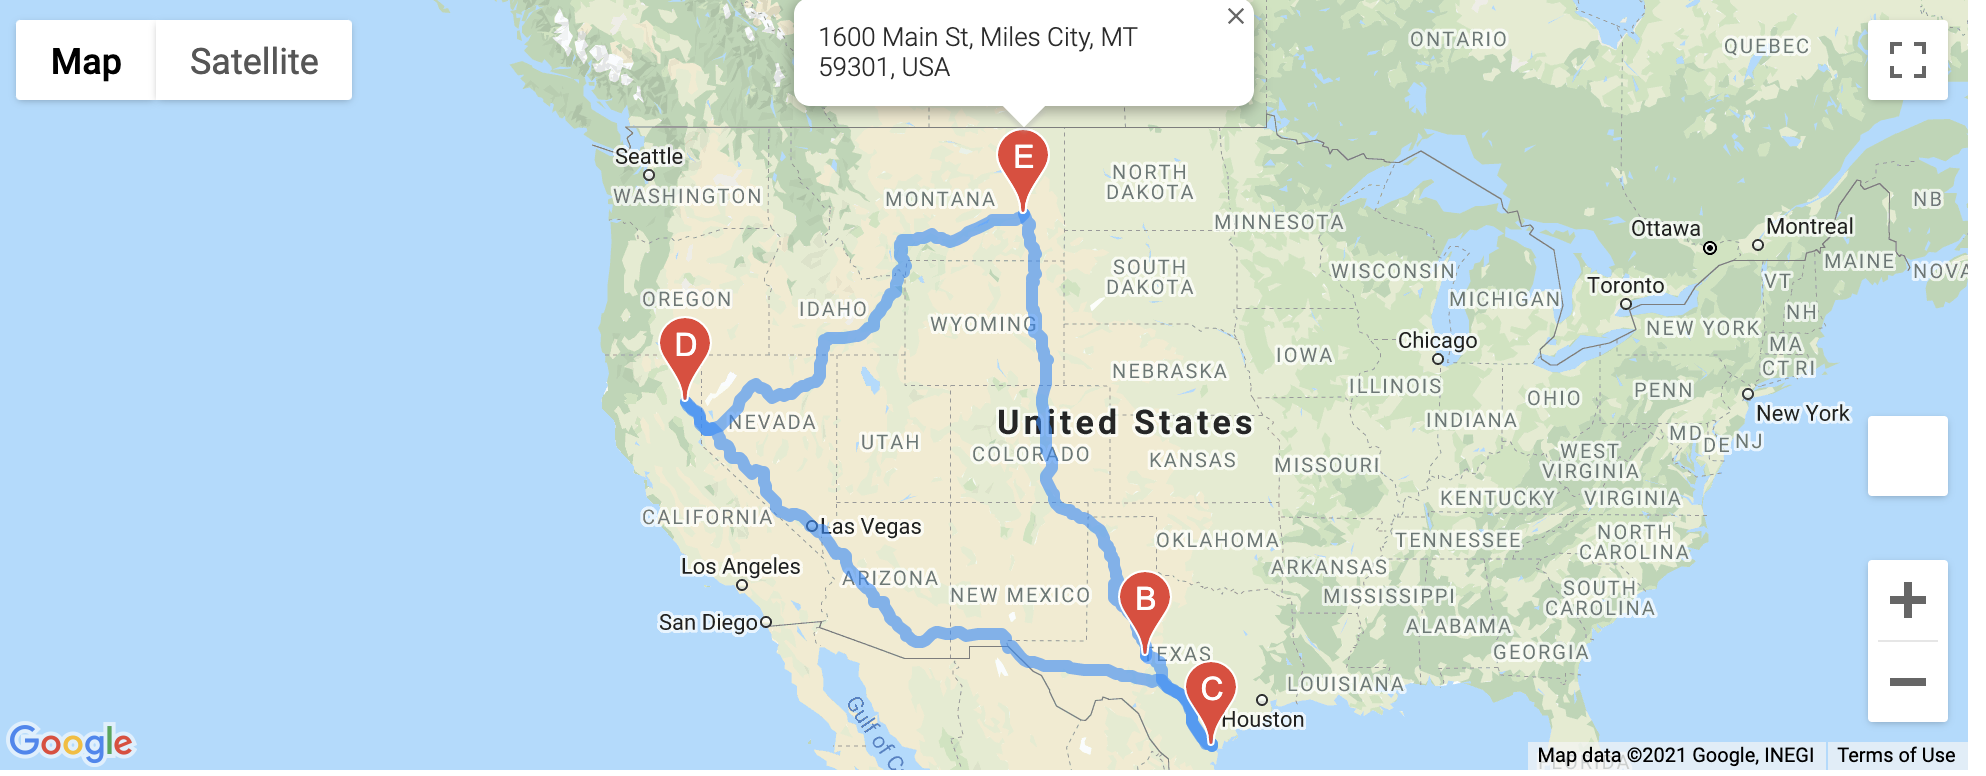 Map
Satellite
1600 Main St, Miles City, MT
59301, USA
ONTARIO
QUEBEC
Seattle
WASHINGTON
MONTANA
E
NORTH
DAKOTA
MINNESOTA
Ottawa
Montreal
NB
MAINE
NOVA
OREGON
IDAHO
WYOMING
SOUTH
DAKOTA
WISCONSIN
MICHIGAN
Toronto
VT
NH
NEW YORK
MA
CT RI
D
NEVADA
UTAH
United States
COLORADO
NEBRASKA
KANSAS
IOWA
Chicago
ILLINOIS
INDIANA
OHIO
PENN
New York
MD
DE
NJ
MISSOURI
WEST
VIRGINIA
KENTUCKY
VIRGINIA
CALIFORNIA
Las Vegas
Los Angeles
San Diego
ARIZONA
NEW MEXICO
OKLAHOMA
ARKANSAS
TENNESSEE
NORTH
CAROLINA
MISSISSIPPI
SOUTH
CAROLINA
ALABAMA
GEORGIA
B
TEXAS
C
Houston
LOUISIANA
Gulf of C
FLORIDA
Google
Map data ©2021 Google, INEGI
Terms of Use